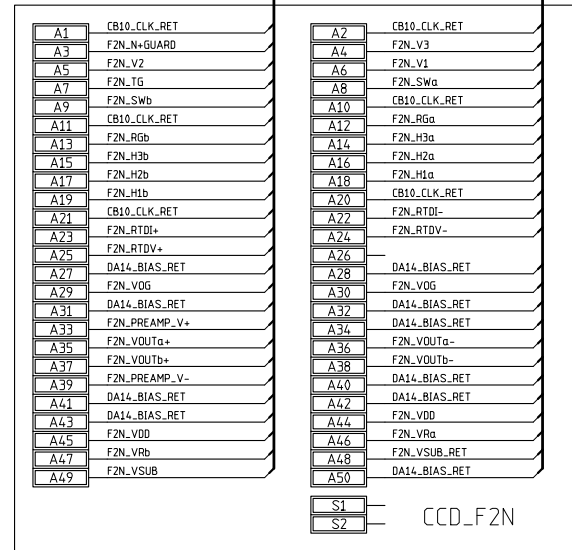 A1 CB10_CLK_RET A2 CB10_CLK_RET
A3 F2N_N+GUARD A4 F2N_V3
A5 F2N_V2 A6 F2N_V1
A7 F2N_TG A8 F2N_SWa
A9 F2N_SWb A10 CB10_CLK_RET
A11 CB10_CLK_RET A12 F2N_RGa
A13 F2N_RGb A14 F2N_H3a
A15 F2N_H3b A16 F2N_H2a
A17 F2N_H2b A18 F2N_H1a
A19 F2N_H1b A20 CB10_CLK_RET
A21 CB10_CLK_RET A22 F2N_RTDI-
A23 F2N_RTDI+ A24 F2N_RTDV-
A25 F2N_RTDV+ A26
A27 DA14_BIAS_RET A28 DA14_BIAS_RET
A29 F2N_VOG A30 F2N_VOG
A31 DA14_BIAS_RET A32 DA14_BIAS_RET
A33 F2N_PREAMP_V+ A34 DA14_BIAS_RET
A35 F2N_VOUTa+ A36 F2N_VOUTa-
A37 F2N_VOUTb+ A38 F2N_VOUTb-
A39 F2N_PREAMP_V- A40 DA14_BIAS_RET
A41 DA14_BIAS_RET A42 DA14_BIAS_RET
A43 DA14_BIAS_RET A44 F2N_VDD
A45 F2N_VDD A46 F2N_VRa
A47 F2N_VRb A48 F2N_VSUB_RET
A49 F2N_VSUB A50 DA14_BIAS_RET
S1
S2
CCD_F2N